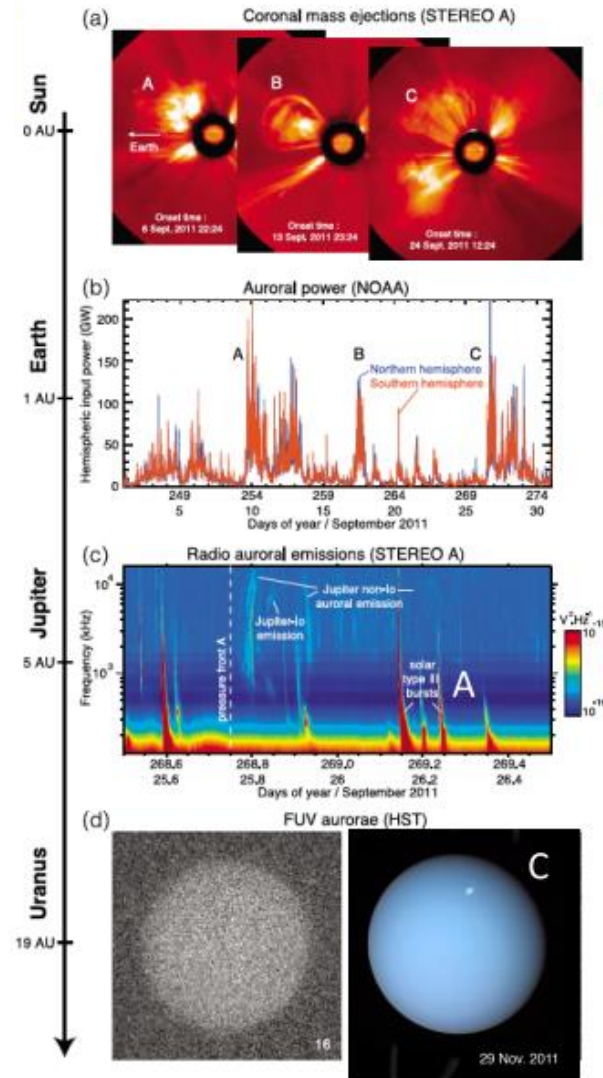 (a) Coronal mass ejections (STEREO A)
A
B
C
Earth
Onset time :
6 Sept, 2011 22:24
Onset time :
13 Sept, 2011 23:24
Onset time :
24 Sept, 2011 12:24
Sun
0 AU
(b) Auroral power (NOAA)
Hemispheric input power (GW)
200
150
100
50
0
A
B
C
Northern hemisphere
Southern hemisphere
249 254 259 264 269 274
5 10 15 20 25 30
Days of year / September 2011
Earth
1 AU
(c) Radio auroral emissions (STEREO A)
Frequency (kHz)
10⁴
10³
pressure front A
Jupiter-Io
emission
Jupiter non-Io
auroral emission
solar
type III
bursts
A
268.6 268.8 269 269.2 269.4
25.6 25.8 26 26.2 26.4
Days of year / September 2011
Jupiter
5 AU
(d) FUV aurorae (HST)
16
C
29 Nov. 2011
Uranus
19 AU